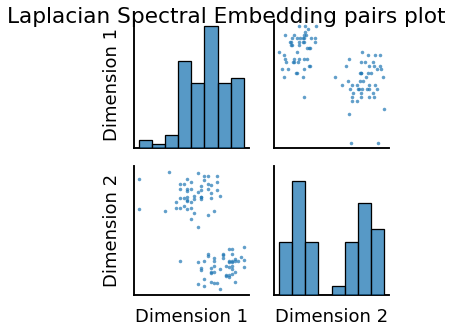 Laplacian Spectral Embedding pairs plot
Dimension 1
Dimension 2
Dimension 1
Dimension 2